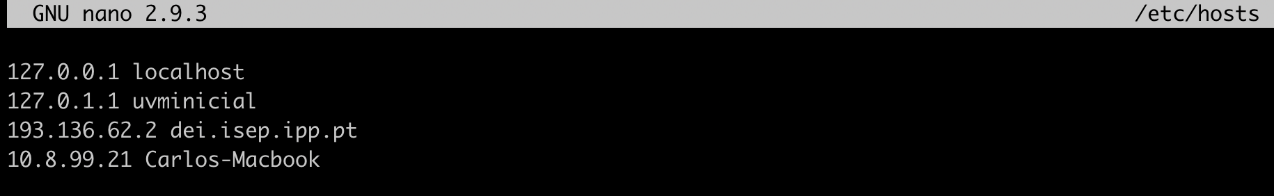 GNU nano 2.9.3 /etc/hosts
127.0.0.1 localhost
127.0.1.1 uvminicial
193.136.62.2 dei.isep.ipp.pt
10.8.99.21 Carlos-Macbook